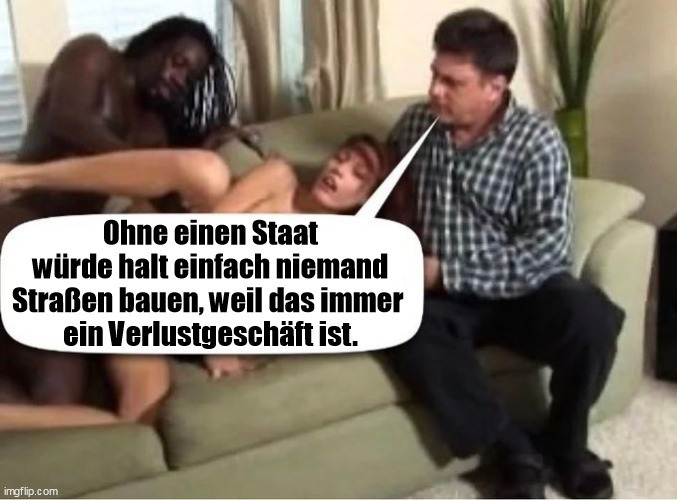 Ohne einen Staat
würde halt einfach niemand
Straßen bauen, weil das immer
ein Verlustgeschäft ist.
imgflip.com